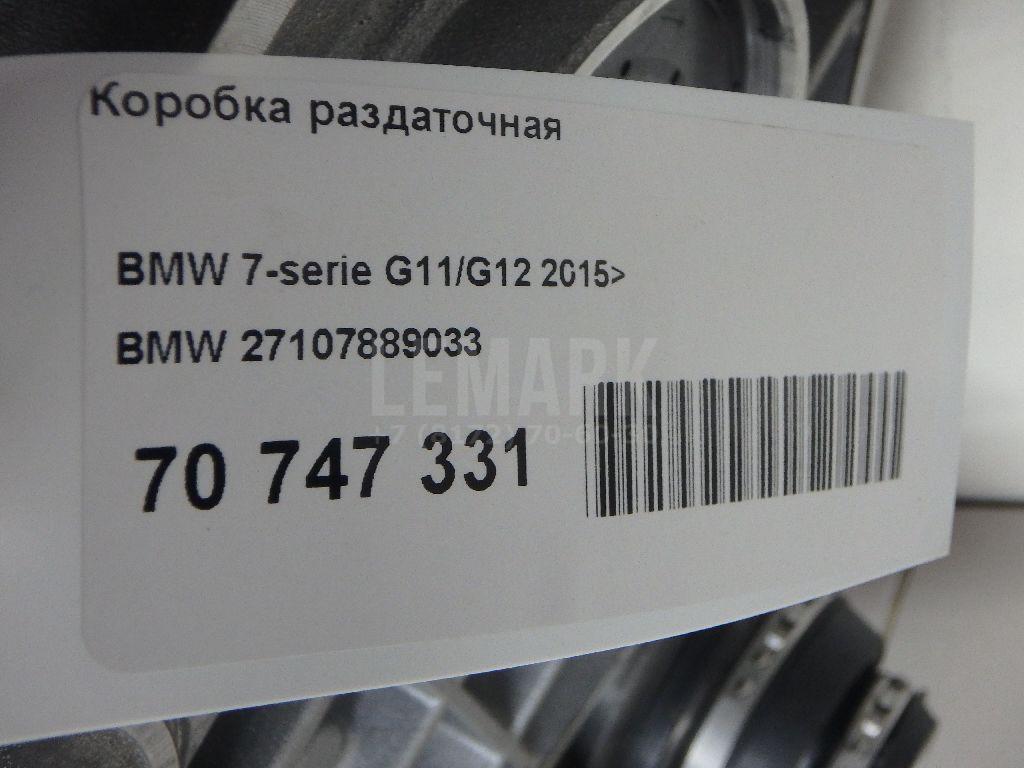 Коробка раздаточная
BMW 7-serie G11/G12 2015>
BMW 27107889033
LEMARK
70 747 331